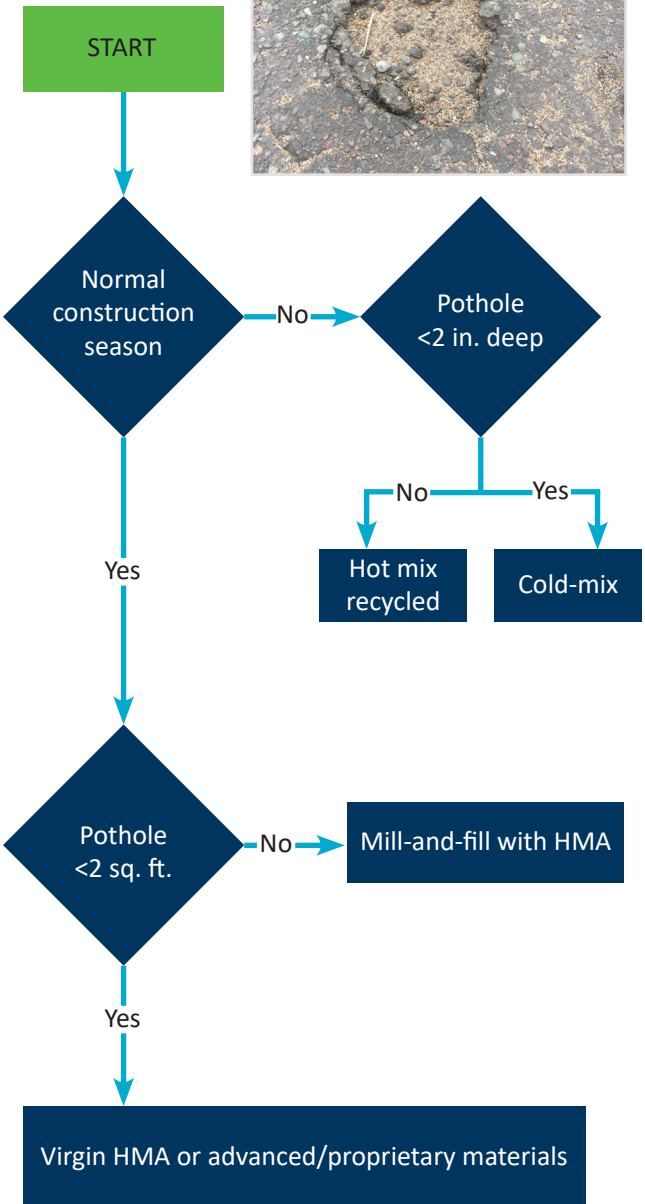 START
Normal
construction
season
No
Pothole
<2 in. deep
No
Yes
Hot mix
recycled
Cold-mix
Yes
Pothole
<2 sq. ft.
No
Mill-and-fill with HMA
Yes
Virgin HMA or advanced/proprietary materials